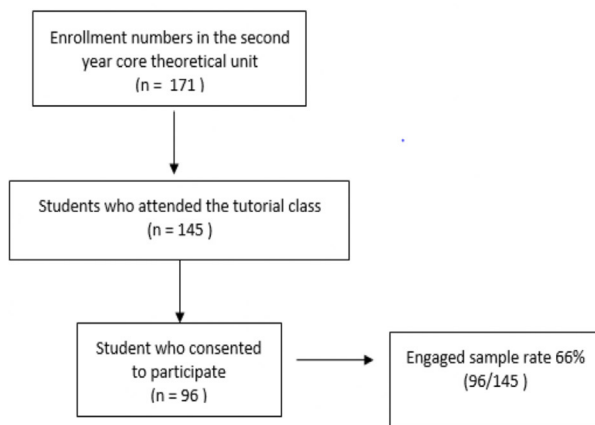 Enrollment numbers in the second
year core theoretical unit
(n = 171 )
Students who attended the tutorial class
(n = 145 )
Student who consented
to participate
(n = 96 )
Engaged sample rate 66%
(96/145 )